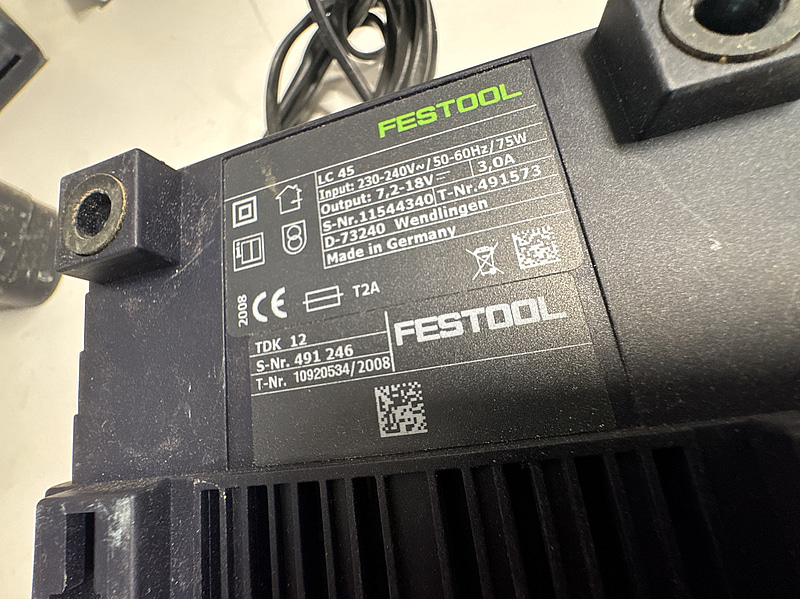 FESTOOL
LC 45
Input: 230-240V~/50-60Hz/75W
Output: 7,2-18V⎓ 3,0A
S-Nr.11544340 T-Nr.491573
D-73240 Wendlingen
Made in Germany
2008 CE T2A
TDK 12 FESTOOL
S-Nr. 491 246
T-Nr. 10920534/2008